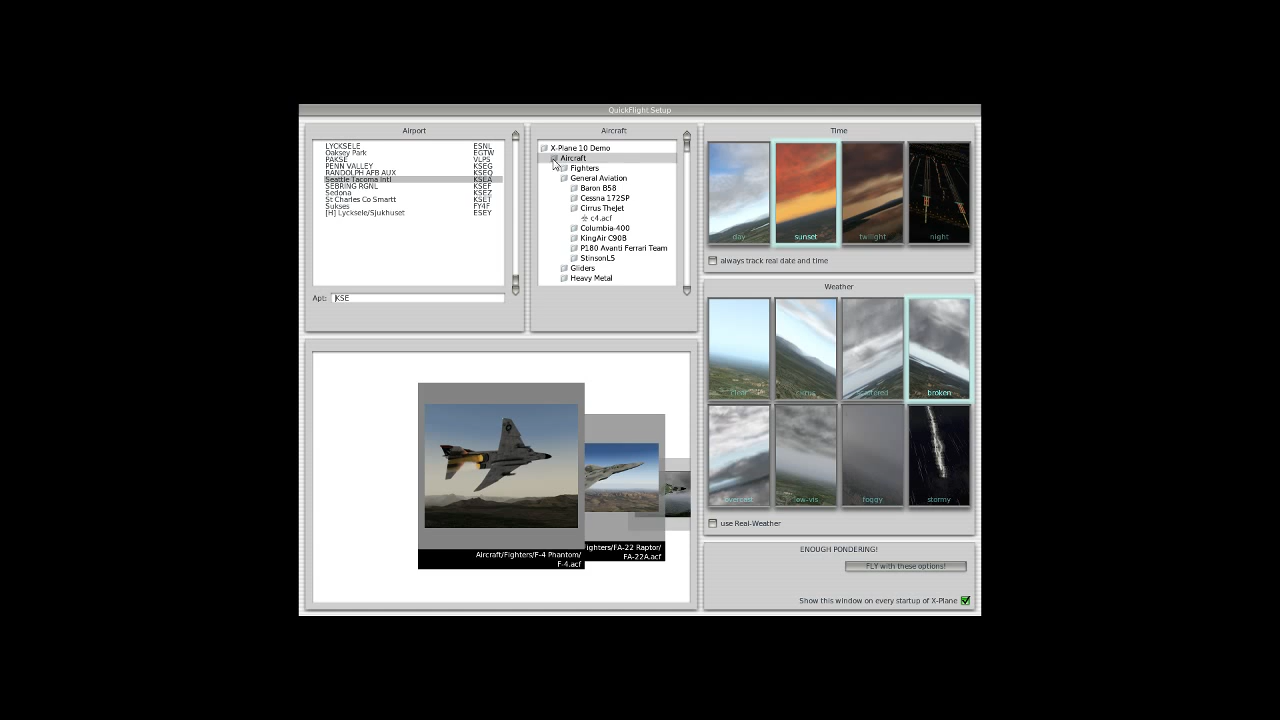 QuickFlight Setup
Airport
LYCKSELE ESNL
Oaksey Park EGTW
PAKSE VLPS
PENN VALLEY KSEG
RANDOLPH AFB AUX KSEQ
Seattle Tacoma Intl KSEA
SEBRING RGNL KSEF
Sedona KSEZ
St Charles Co Smartt KSET
Sukses FY4F
[H] Lycksele/Sjukhuset ESEY
Apt: KSE
Aircraft
X-Plane 10 Demo
Aircraft
Fighters
General Aviation
Baron B58
Cessna 172SP
Cirrus TheJet
c4.acf
Columbia-400
KingAir C90B
P180 Avanti Ferrari Team
StinsonL5
Gliders
Heavy Metal
Time
day
sunset
twilight
night
always track real date and time
Weather
clear
cirrus
scattered
broken
overcast
low-vis
foggy
stormy
use Real-Weather
Aircraft/Fighters/F-4 Phantom/
F-4.acf
ighters/FA-22 Raptor/
FA-22A.acf
ENOUGH PONDERING!
FLY with these options!
Show this window on every startup of X-Plane